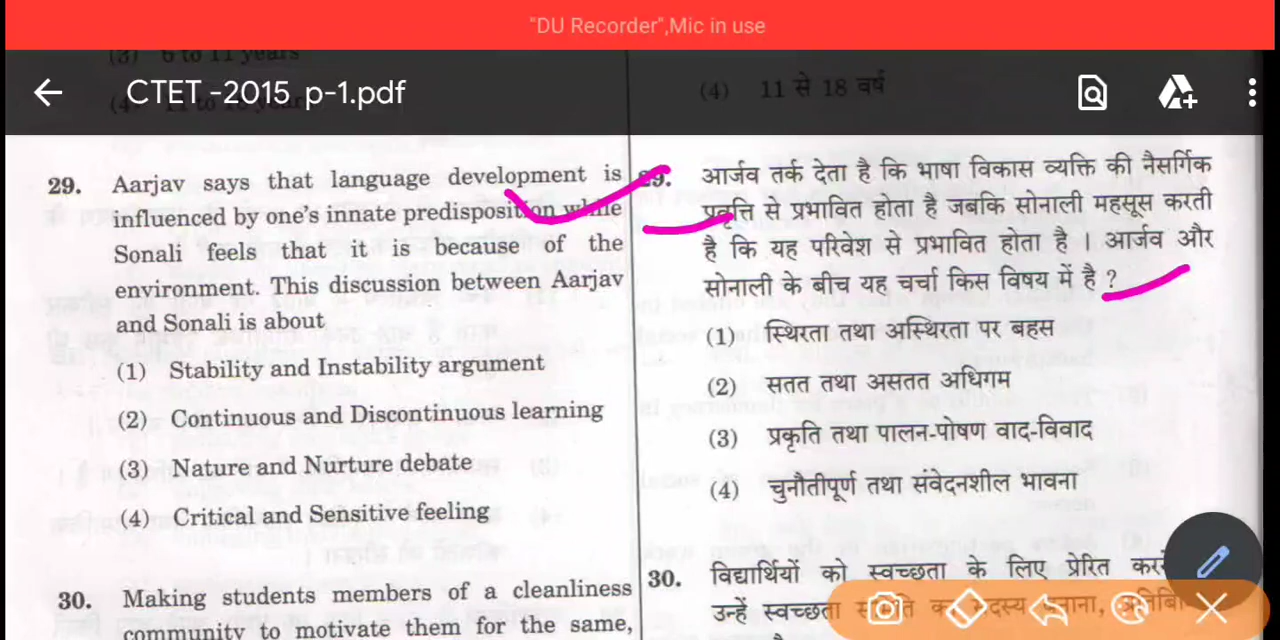 "DU Recorder",Mic in use
(3) 6 to 11 years
CTET -2015 p-1.pdf
(4) 11 से 18 वर्ष
29. Aarjav says that language development is
influenced by one's innate predisposition while
Sonali feels that it is because of the
environment. This discussion between Aarjav
and Sonali is about
(1) Stability and Instability argument
(2) Continuous and Discontinuous learning
(3) Nature and Nurture debate
(4) Critical and Sensitive feeling
30. Making students members of a cleanliness
community to motivate them for the same,
29. आर्जव तर्क देता है कि भाषा विकास व्यक्ति की नैसर्गिक
प्रवृत्ति से प्रभावित होता है जबकि सोनाली महसूस करती
है कि यह परिवेश से प्रभावित होता है । आर्जव और
सोनाली के बीच यह चर्चा किस विषय में है ?
(1) स्थिरता तथा अस्थिरता पर बहस
(2) सतत तथा असतत अधिगम
(3) प्रकृति तथा पालन-पोषण वाद-विवाद
(4) चुनौतीपूर्ण तथा संवेदनशील भावना
30. विद्यार्थियों को स्वच्छता के लिए प्रेरित
उन्हें स्वच्छता